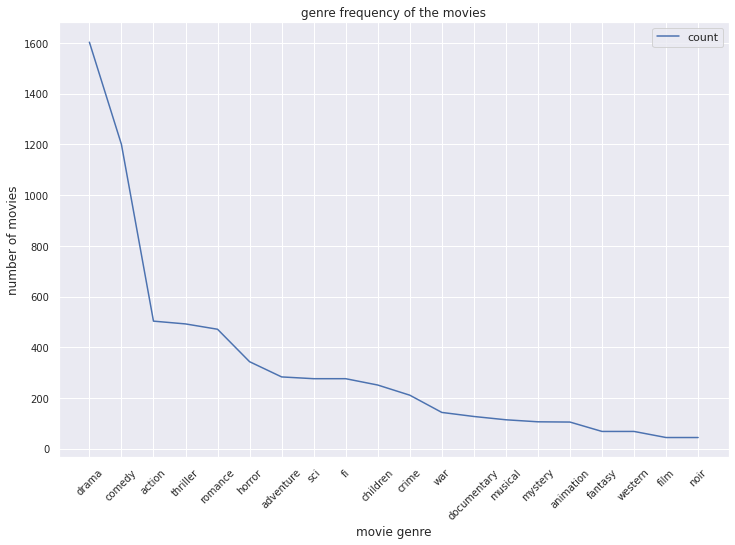 genre frequency of the movies
count
1600
1400
1200
1000
800
600
400
200
0
number of movies
drama
comedy
action
thriller
romance
horror
adventure
sci
fi
children
crime
war
documentary
musical
mystery
animation
fantasy
western
film
noir
movie genre